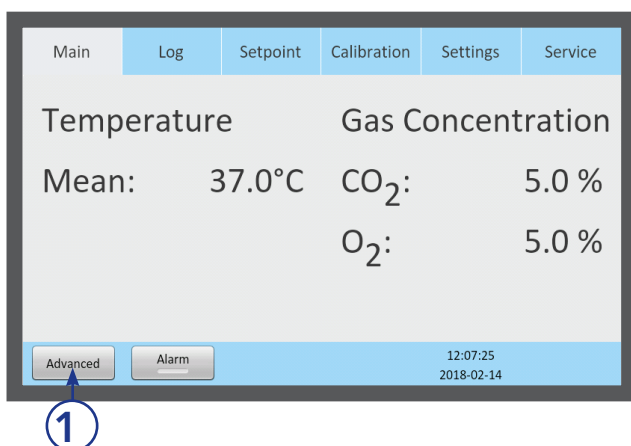 Main Log Setpoint Calibration Settings Service
Temperature Gas Concentration
Mean: 37.0°C CO₂: 5.0 %
O₂: 5.0 %
Advanced Alarm 12:07:25
2018-02-14
1